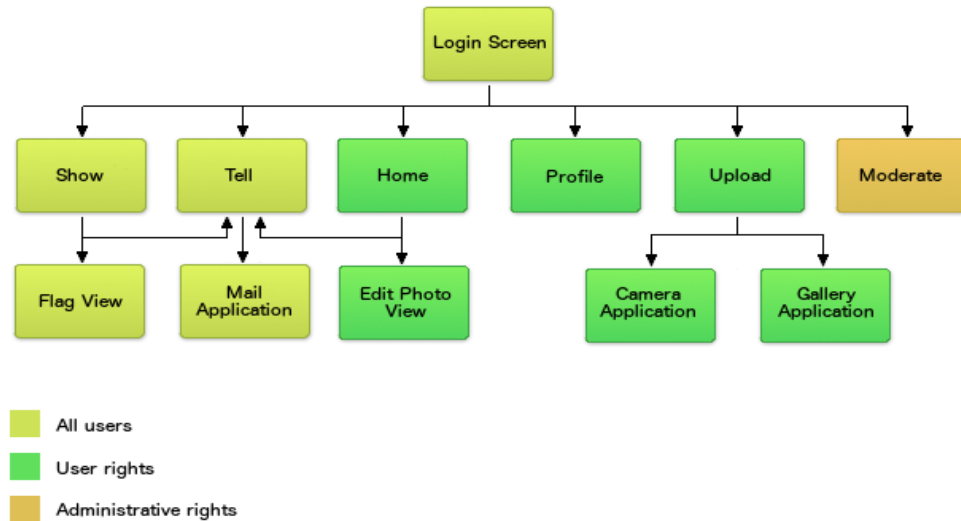 Login Screen
Show
Tell
Home
Profile
Upload
Moderate
Flag View
Mail
Application
Edit Photo
View
Camera
Application
Gallery
Application
All users
User rights
Administrative rights